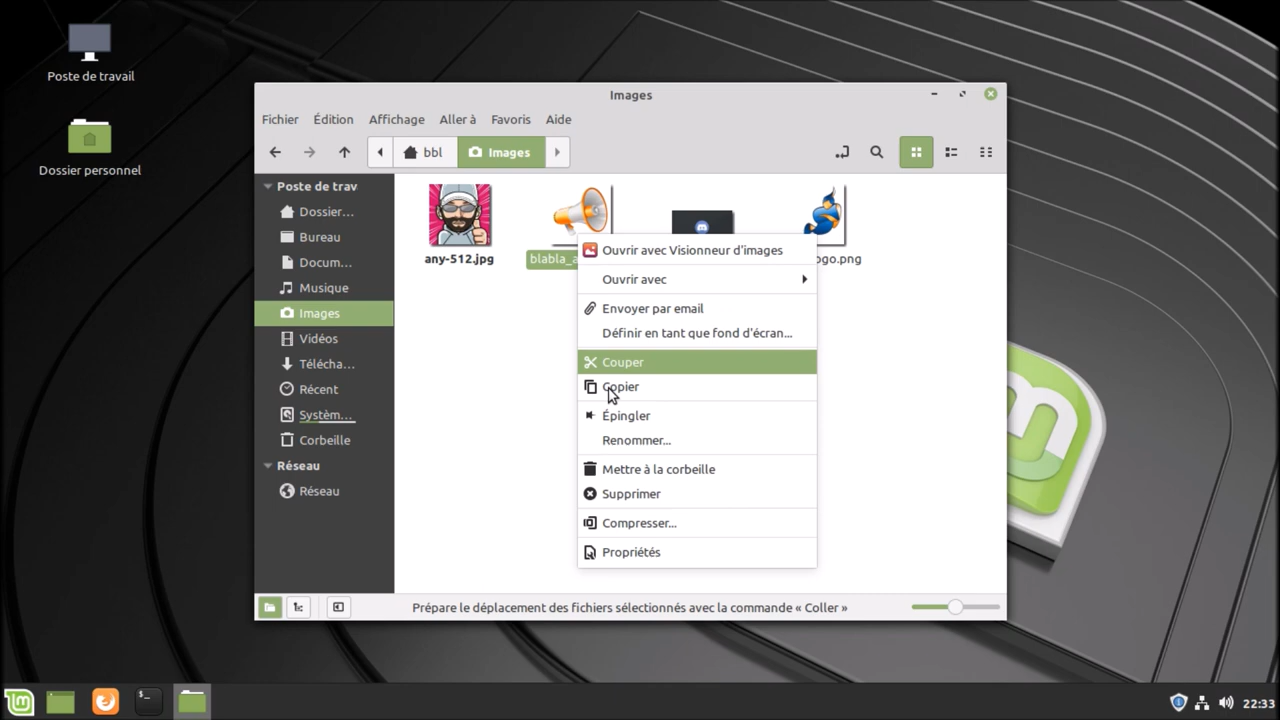 Poste de travail
Dossier personnel
Images
Fichier Édition Affichage Aller à Favoris Aide
bbl Images
Poste de trav
Dossier...
Bureau
Docum...
Musique
Images
Vidéos
Télécha...
Récent
Systèm...
Corbeille
Réseau
Réseau
any-512.jpg
blabla_a
ogo.png
Ouvrir avec Visionneur d'images
Ouvrir avec
Envoyer par email
Définir en tant que fond d'écran...
Couper
Copier
Épingler
Renommer...
Mettre à la corbeille
Supprimer
Compresser...
Propriétés
Prépare le déplacement des fichiers sélectionnés avec la commande « Coller »
22:33